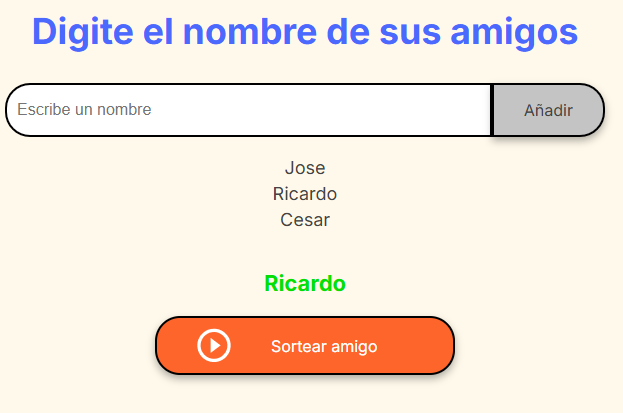 Digite el nombre de sus amigos
Escribe un nombre
Añadir
Jose
Ricardo
Cesar
Ricardo
Sortear amigo